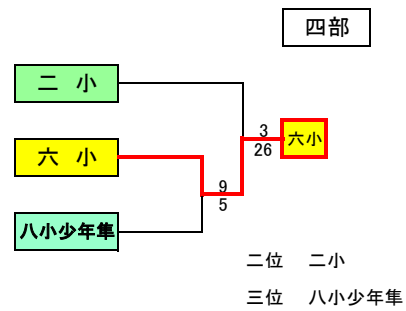 四部
二　小
3
26
六小
六　小
9
5
八小少年隼
二位　二小
三位　八小少年隼